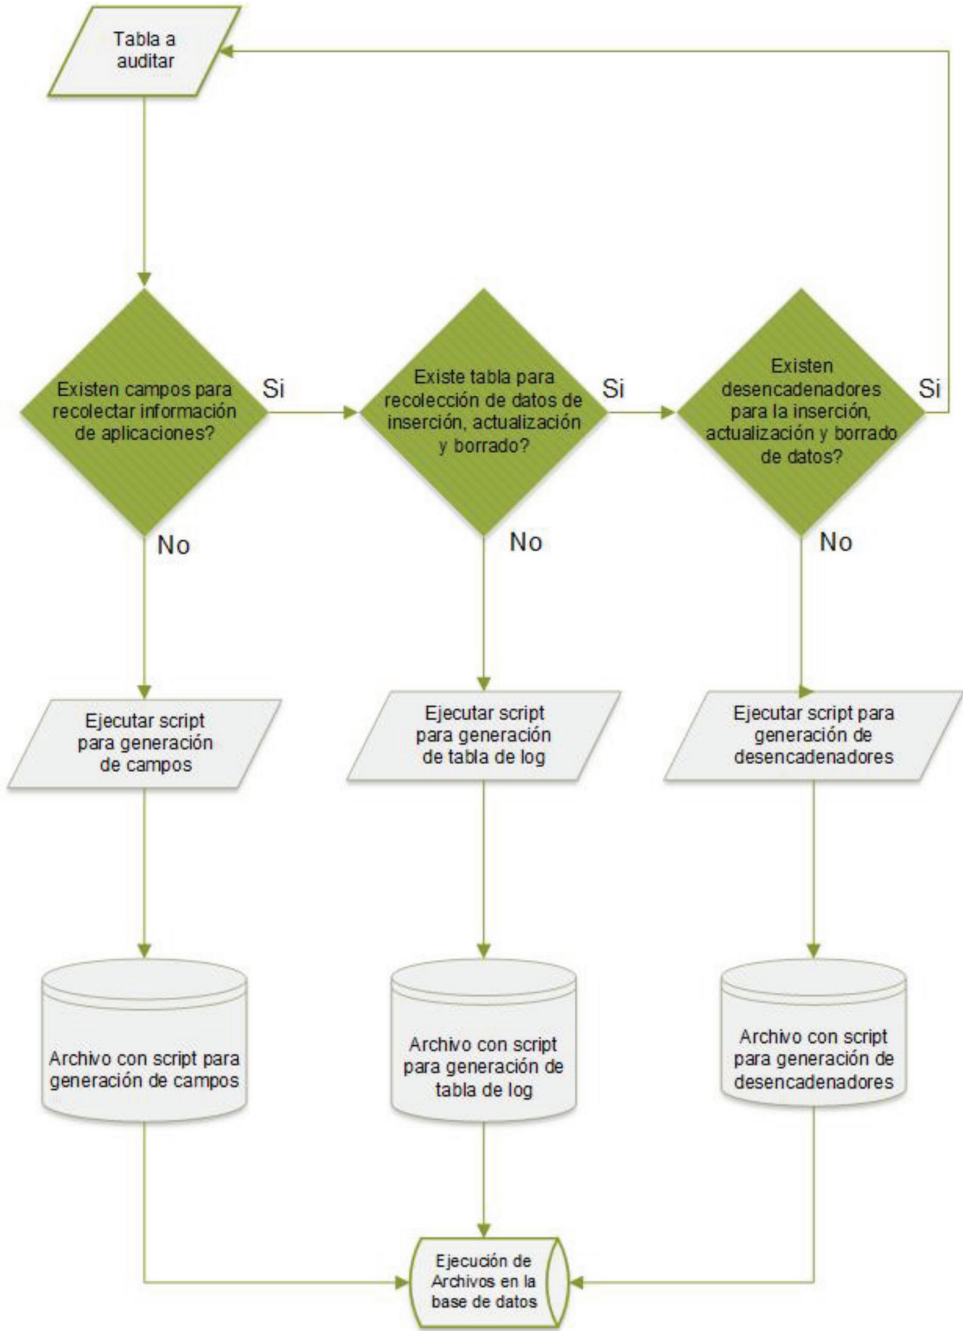 Tabla a
auditar
Existen campos para
recolectar información
de aplicaciones?
Si
Existe tabla para
recolección de datos de
inserción, actualización
y borrado?
Si
Existen
desencadenadores
para la inserción,
actualización y borrado
de datos?
Si
No
No
No
Ejecutar script
para generación
de campos
Ejecutar script
para generación
de tabla de log
Ejecutar script para
generación de
desencadenadores
Archivo con script para
generación de campos
Archivo con script
para generación de
tabla de log
Archivo con script
para generación de
desencadenadores
Ejecución de
Archivos en la
base de datos